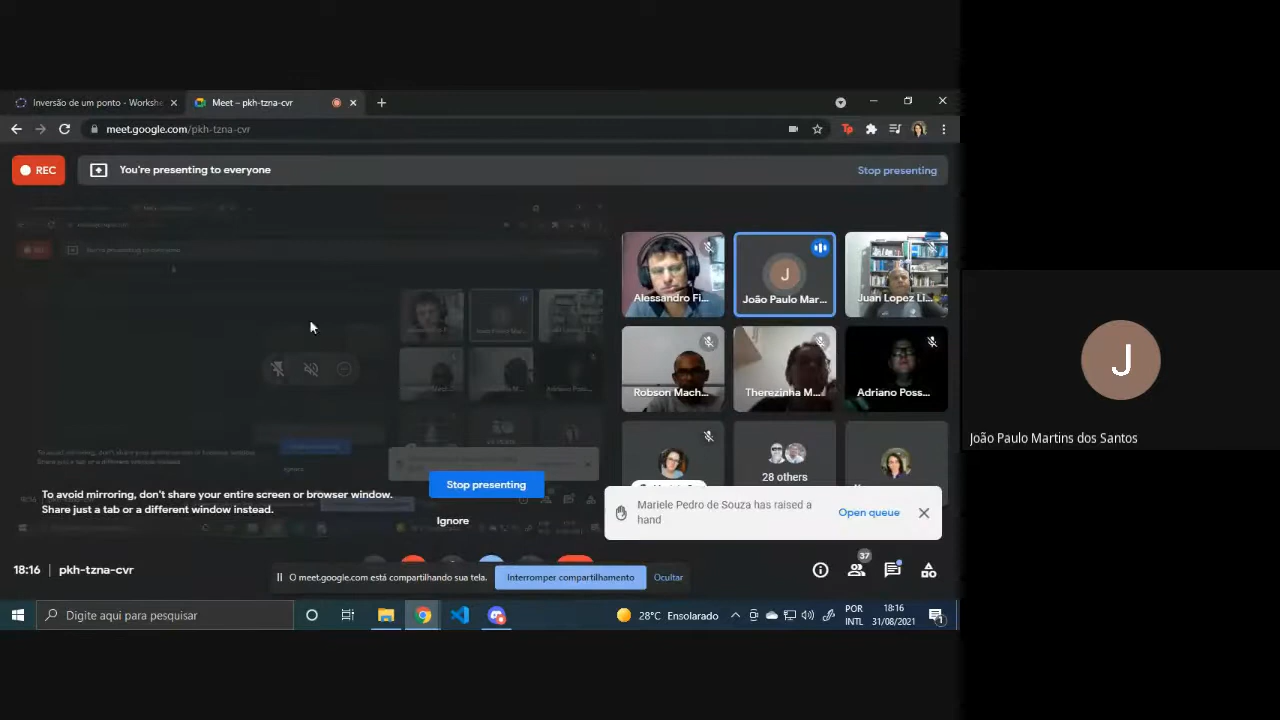 Inversão de um ponto - Worksh
Meet – pkh-tzna-cvr
meet.google.com/pkh-tzna-cvr
REC
You're presenting to everyone
Stop presenting
Alessandro Fi...
João Paulo Mar...
Juan Lopez Li...
Robson Mach...
Therezinha M...
Adriano Poss...
28 others
J
J
João Paulo Martins dos Santos
To avoid mirroring, don't share your entire screen or browser window.
Share just a tab or a different window instead.
Stop presenting
Ignore
Mariele Pedro de Souza has raised a
hand
Open queue
18:16
pkh-tzna-cvr
37
O meet.google.com está compartilhando sua tela.
Interromper compartilhamento
Ocultar
Digite aqui para pesquisar
28°C Ensolarado
POR
INTL
18:16
31/08/2021